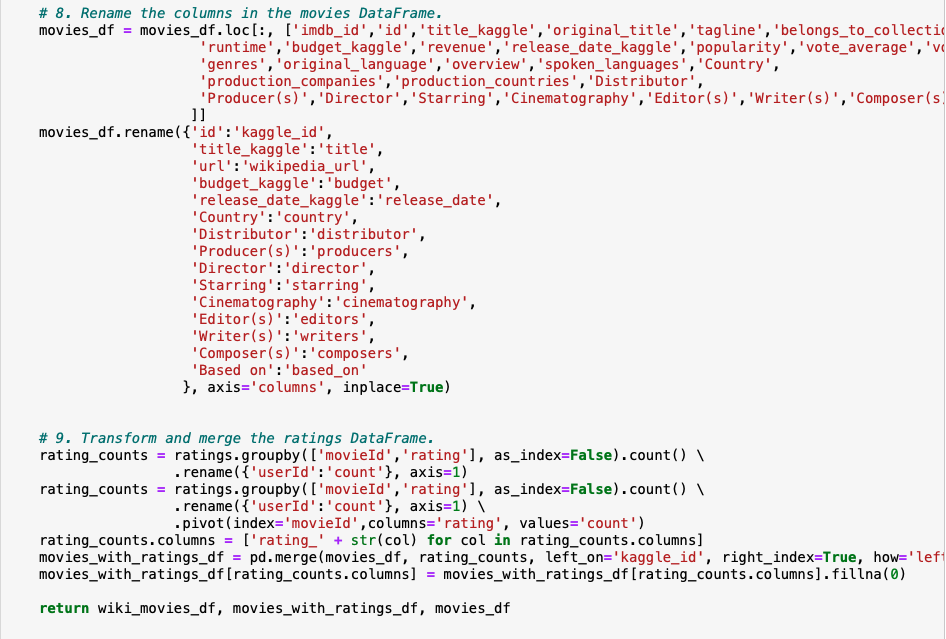 # 8. Rename the columns in the movies DataFrame.
movies_df = movies_df.loc[:, ['imdb_id','id','title_kaggle','original_title','tagline','belongs_to_collectio
'runtime','budget_kaggle','revenue','release_date_kaggle','popularity','vote_average','vo
'genres','original_language','overview','spoken_languages','Country',
'production_companies','production_countries','Distributor',
'Producer(s)','Director','Starring','Cinematography','Editor(s)','Writer(s)','Composer(s)
]]
movies_df.rename({'id':'kaggle_id',
'title_kaggle':'title',
'url':'wikipedia_url',
'budget_kaggle':'budget',
'release_date_kaggle':'release_date',
'Country':'country',
'Distributor':'distributor',
'Producer(s)':'producers',
'Director':'director',
'Starring':'starring',
'Cinematography':'cinematography',
'Editor(s)':'editors',
'Writer(s)':'writers',
'Composer(s)':'composers',
'Based on':'based_on'
}, axis='columns', inplace=True)
# 9. Transform and merge the ratings DataFrame.
rating_counts = ratings.groupby(['movieId','rating'], as_index=False).count() \
.rename({'userId':'count'}, axis=1)
rating_counts = ratings.groupby(['movieId','rating'], as_index=False).count() \
.rename({'userId':'count'}, axis=1) \
.pivot(index='movieId',columns='rating', values='count')
rating_counts.columns = ['rating_' + str(col) for col in rating_counts.columns]
movies_with_ratings_df = pd.merge(movies_df, rating_counts, left_on='kaggle_id', right_index=True, how='left
movies_with_ratings_df[rating_counts.columns] = movies_with_ratings_df[rating_counts.columns].fillna(0)
return wiki_movies_df, movies_with_ratings_df, movies_df